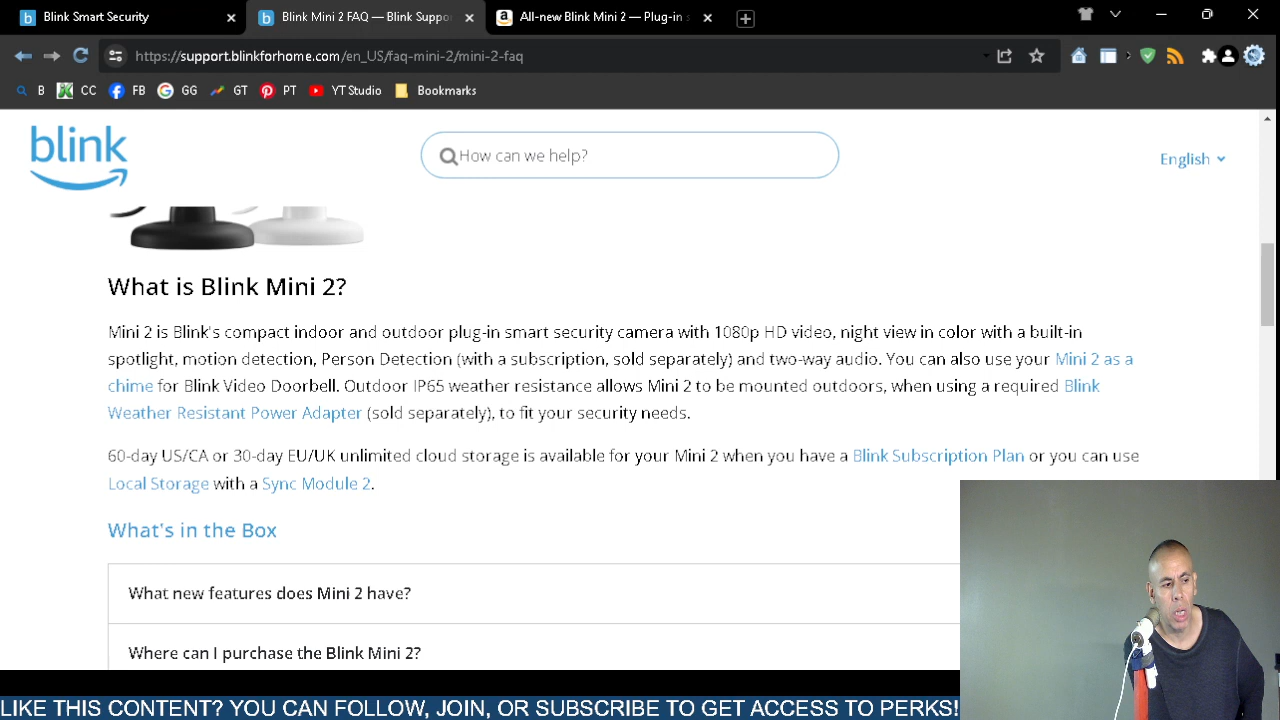 Blink Smart Security
Blink Mini 2 FAQ — Blink Suppo
All-new Blink Mini 2 — Plug-in s
https://support.blinkforhome.com/en_US/faq-mini-2/mini-2-faq
B CC FB GG GT PT YT Studio Bookmarks
blink
How can we help?
English
What is Blink Mini 2?
Mini 2 is Blink's compact indoor and outdoor plug-in smart security camera with 1080p HD video, night view in color with a built-in
spotlight, motion detection, Person Detection (with a subscription, sold separately) and two-way audio. You can also use your Mini 2 as a
chime for Blink Video Doorbell. Outdoor IP65 weather resistance allows Mini 2 to be mounted outdoors, when using a required Blink
Weather Resistant Power Adapter (sold separately), to fit your security needs.
60-day US/CA or 30-day EU/UK unlimited cloud storage is available for your Mini 2 when you have a Blink Subscription Plan or you can use
Local Storage with a Sync Module 2.
What's in the Box
What new features does Mini 2 have?
Where can I purchase the Blink Mini 2?
LIKE THIS CONTENT? YOU CAN FOLLOW, JOIN, OR SUBSCRIBE TO GET ACCESS TO PERKS!